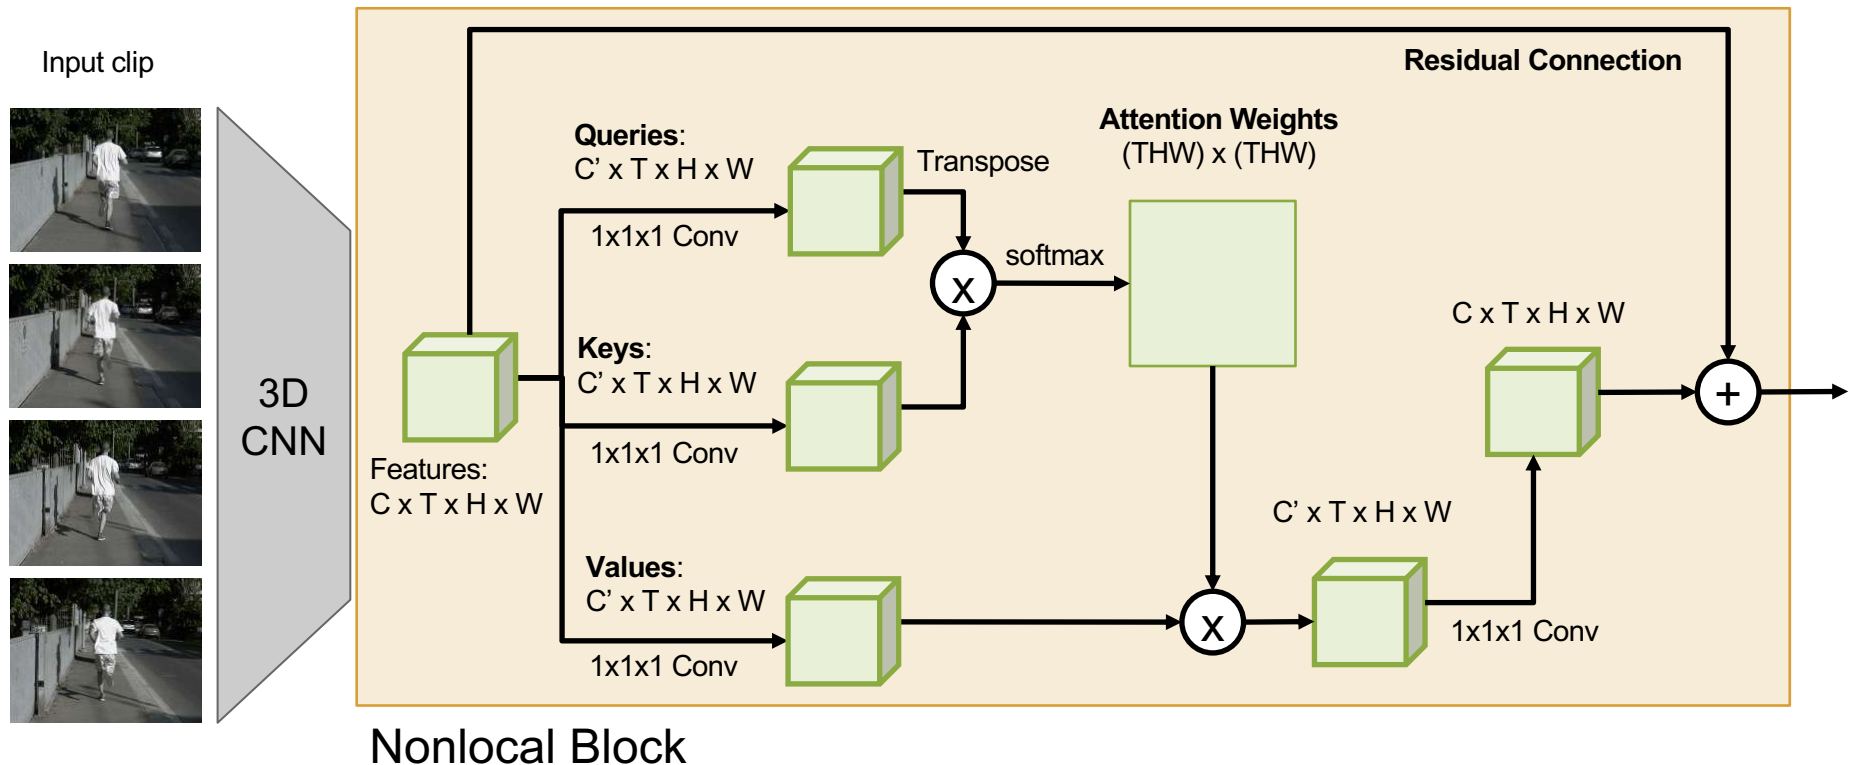 Input clip
3D
CNN
Features:
C x T x H x W
Queries:
C’ x T x H x W
1x1x1 Conv
Keys:
C’ x T x H x W
1x1x1 Conv
Values:
C’ x T x H x W
1x1x1 Conv
Transpose
x
softmax
Attention Weights
(THW) x (THW)
Residual Connection
x
C’ x T x H x W
1x1x1 Conv
C x T x H x W
+
Nonlocal Block